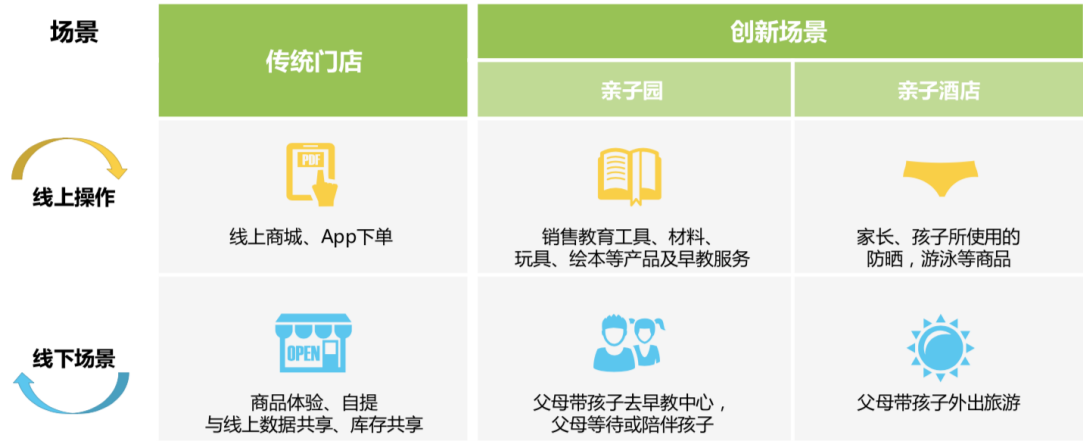 场景
传统门店
创新场景
亲子园
亲子酒店
线上操作
PDF
线上商城、App下单
销售教育工具、材料、
玩具、绘本等产品及早教服务
家长、孩子所使用的
防晒，游泳等商品
线下场景
OPEN
商品体验、自提
与线上数据共享、库存共享
父母带孩子去早教中心，
父母等待或陪伴孩子
父母带孩子外出旅游